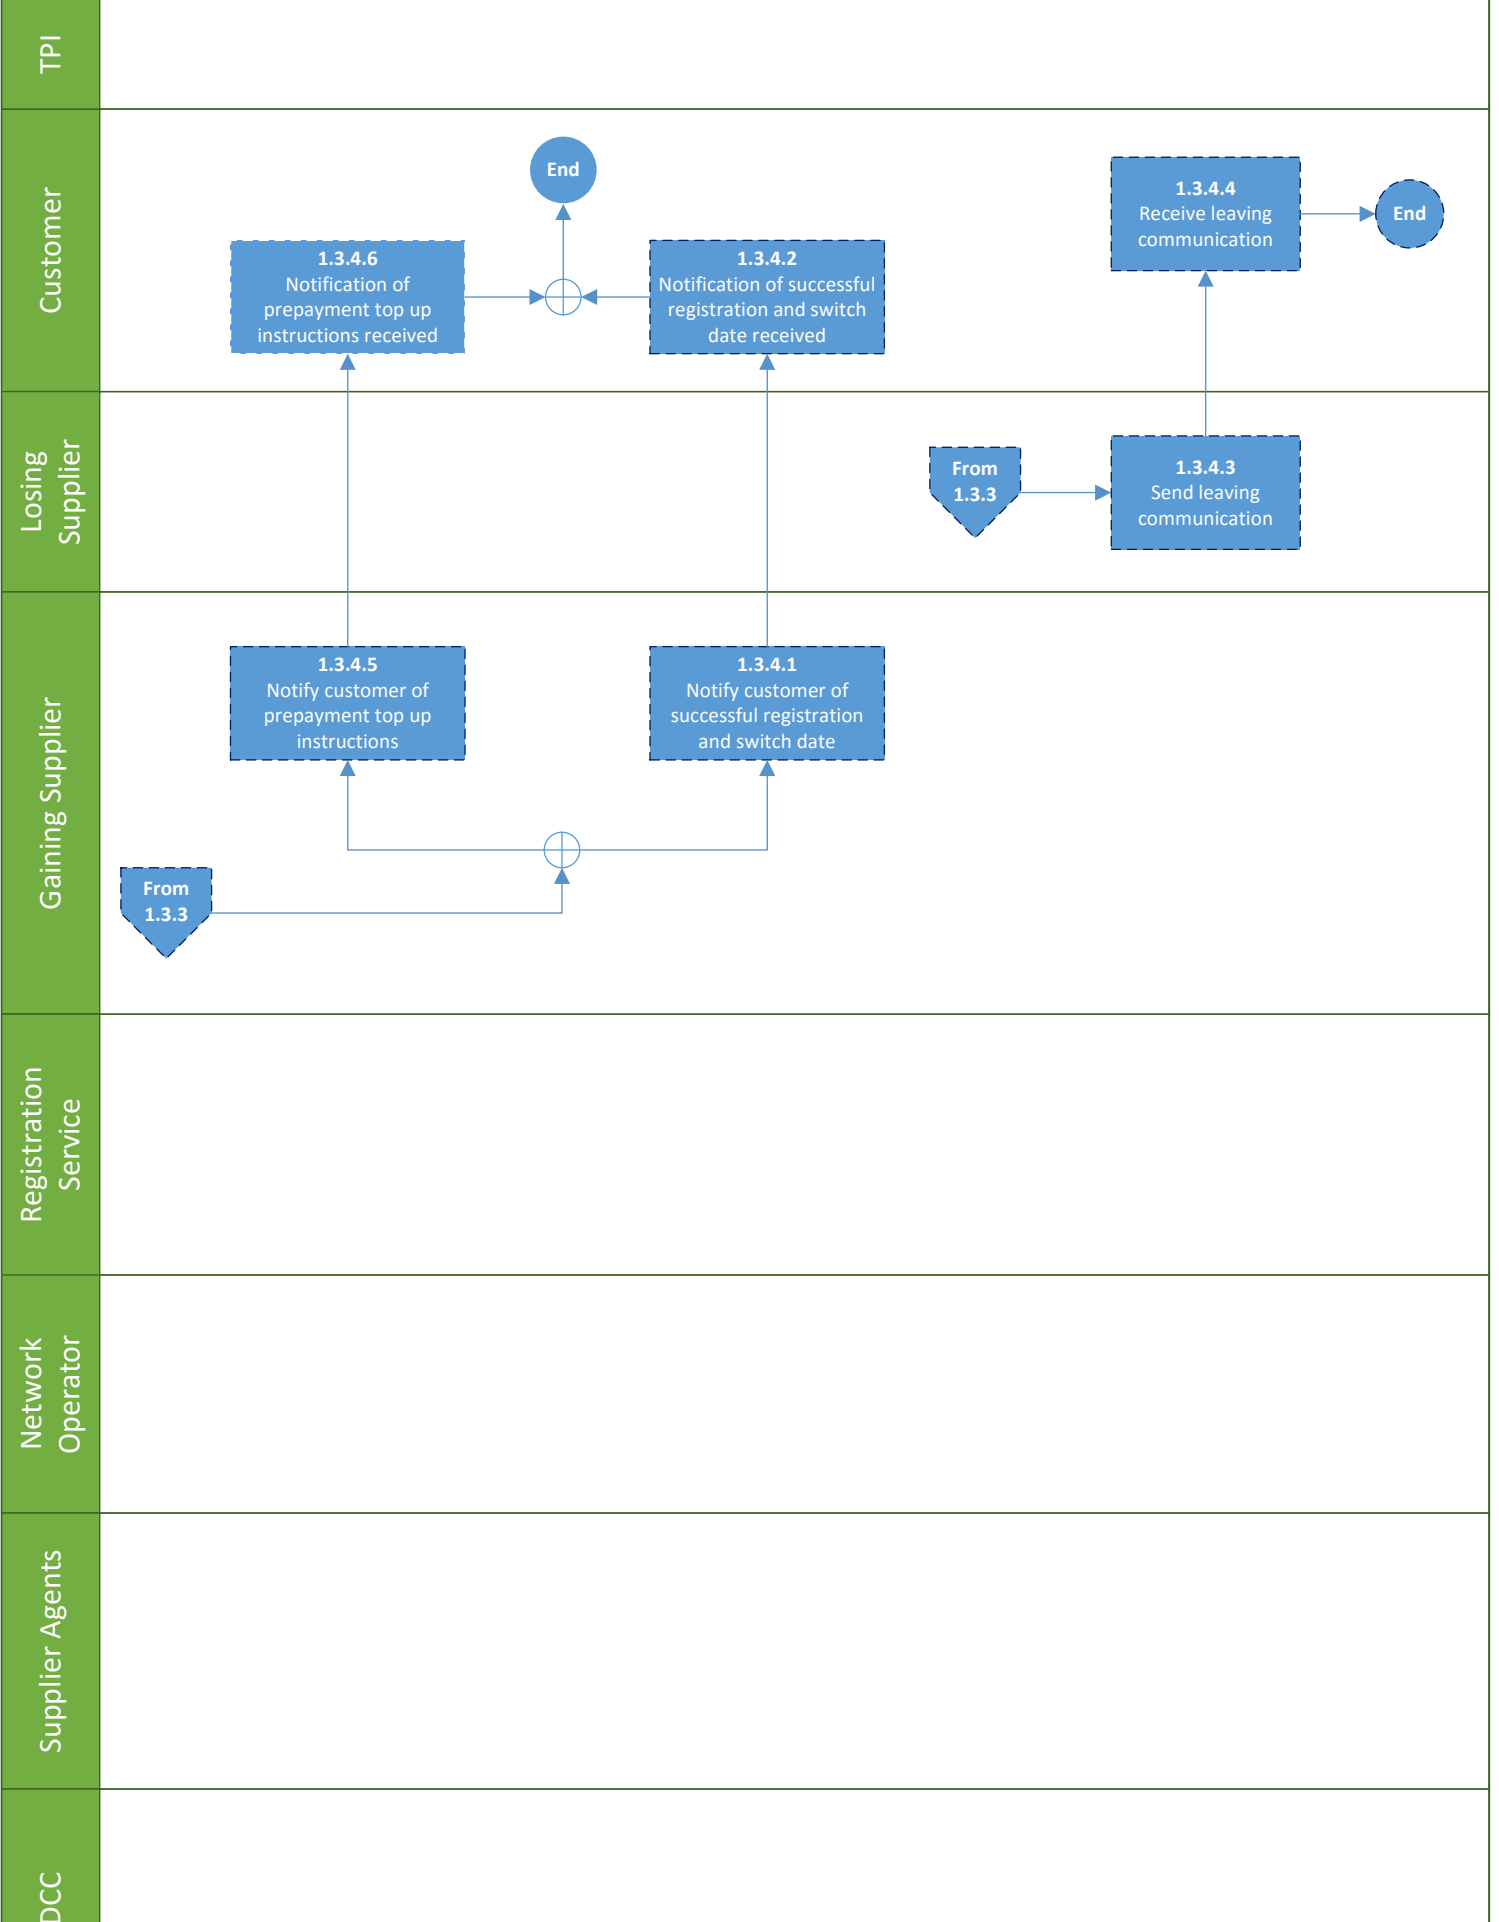 TPI
Customer
End
1.3.4.4
Receive leaving
communication
End
1.3.4.6
Notification of
prepayment top up
instructions received
1.3.4.2
Notification of successful
registration and switch
date received
Losing
Supplier
From
1.3.3
1.3.4.3
Send leaving
communication
Gaining Supplier
1.3.4.5
Notify customer of
prepayment top up
instructions
1.3.4.1
Notify customer of
successful registration
and switch date
From
1.3.3
Registration
Service
Network
Operator
Supplier Agents
DCC